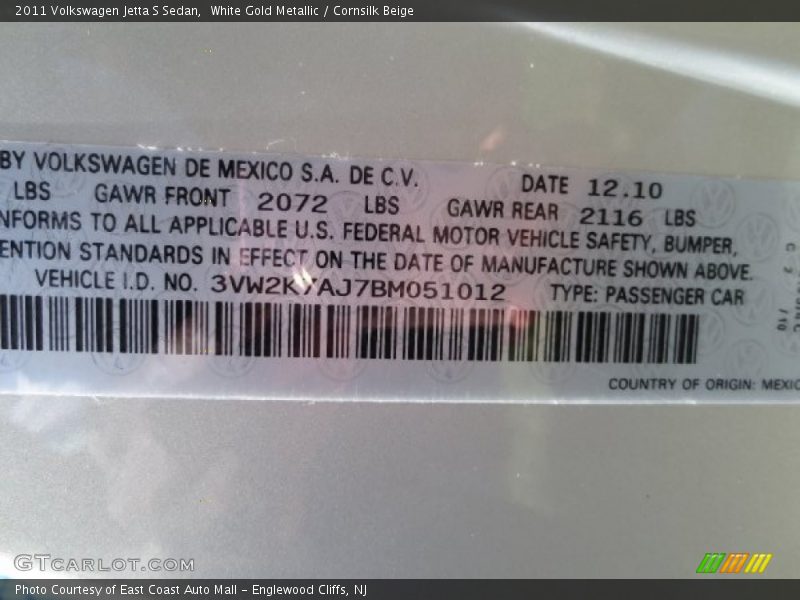 2011 Volkswagen Jetta S Sedan, White Gold Metallic / Cornsilk Beige
BY VOLKSWAGEN DE MEXICO S.A. DE C.V. DATE 12.10
LBS GAWR FRONT 2072 LBS GAWR REAR 2116 LBS
NFORMS TO ALL APPLICABLE U.S. FEDERAL MOTOR VEHICLE SAFETY, BUMPER,
ENTION STANDARDS IN EFFECT ON THE DATE OF MANUFACTURE SHOWN ABOVE.
VEHICLE I.D. NO. 3VW2K7AJ7BM051012 TYPE: PASSENGER CAR
COUNTRY OF ORIGIN: MEXIC
GTCARLOT.COM
Photo Courtesy of East Coast Auto Mall – Englewood Cliffs, NJ